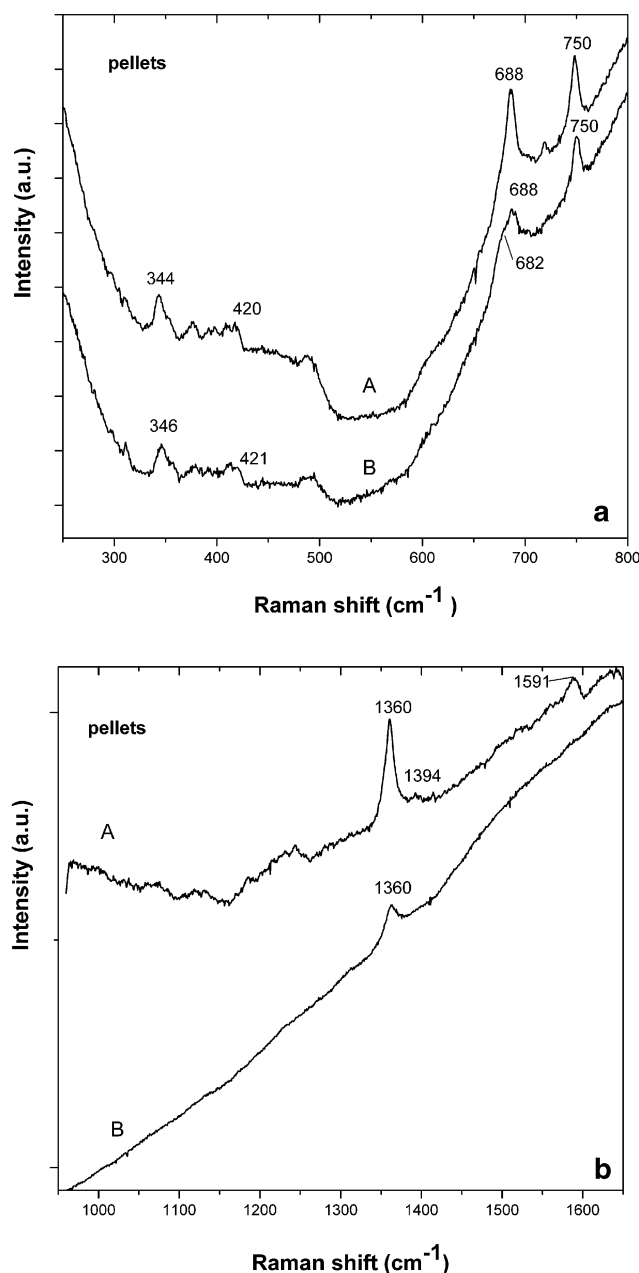 pellets
750
688
750
688
682
Intensity (a.u.)
344
420
A
346
421
B
a
300 400 500 600 700 800
Raman shift (cm-1 )
1591
1360
pellets
1394
A
Intensity (a.u.)
1360
B
b
1000 1100 1200 1300 1400 1500 1600
Raman shift (cm-1)